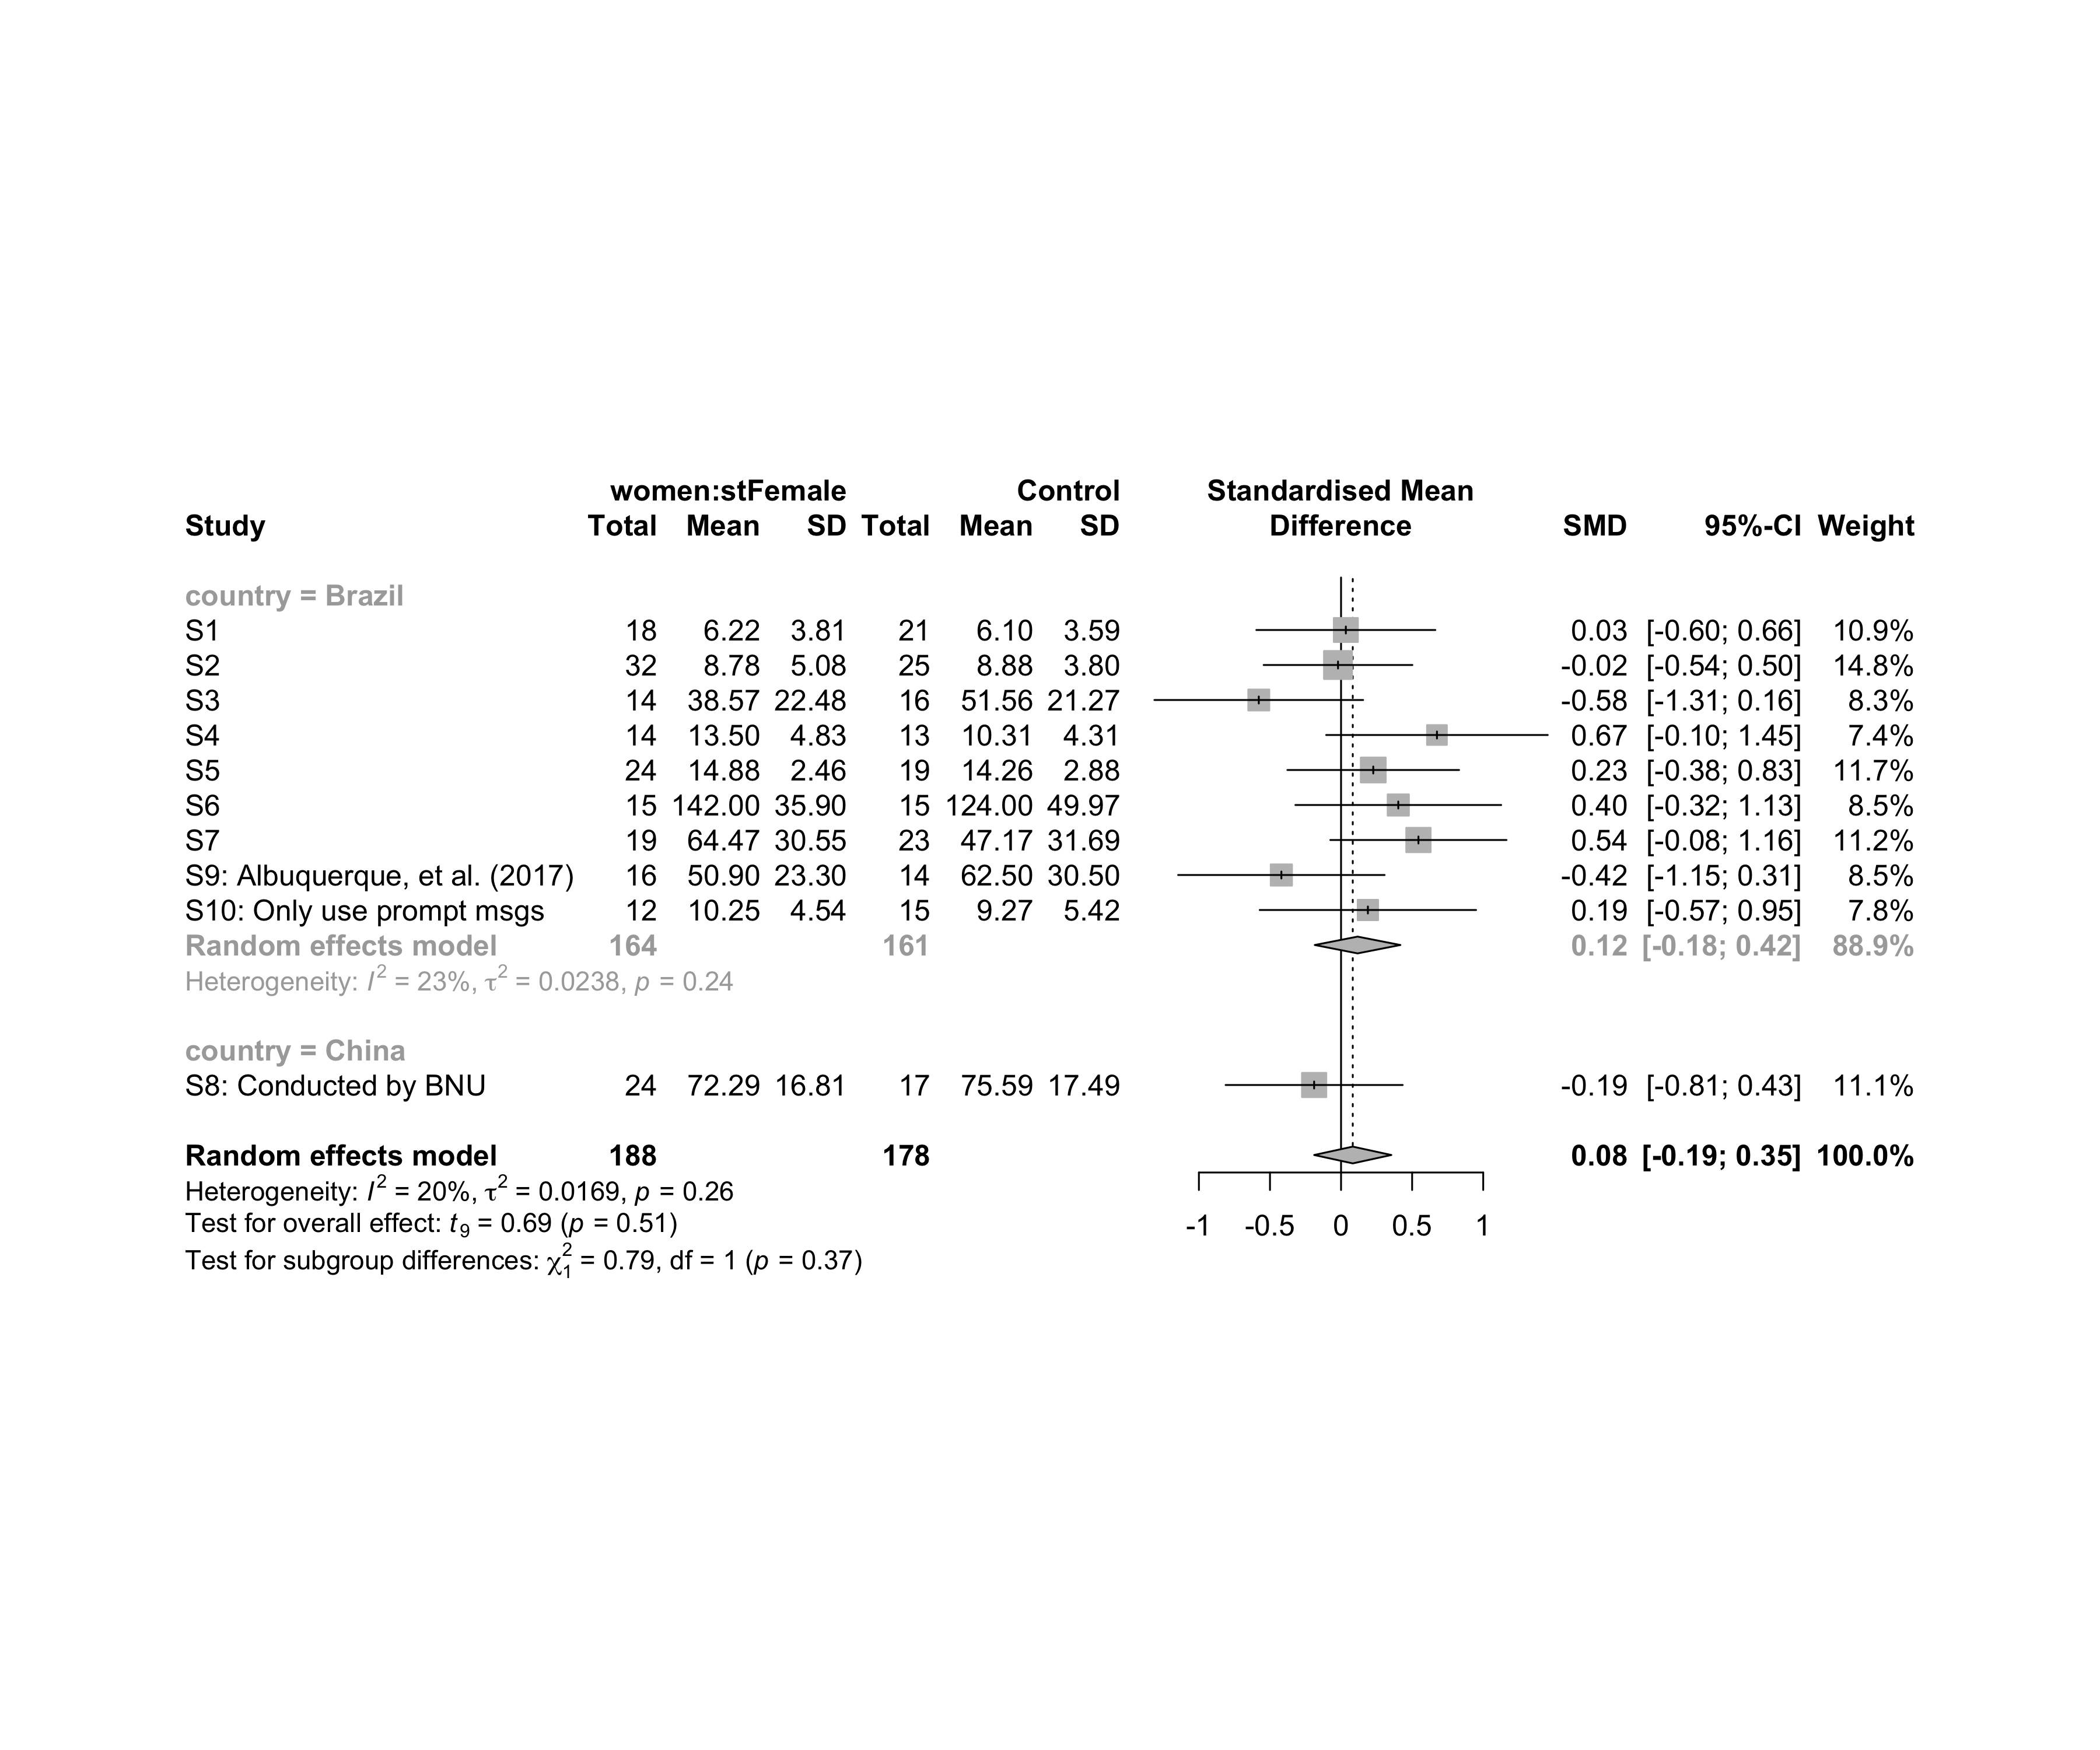 women:stFemale Control Standardised Mean
Study Total Mean SD Total Mean SD Difference SMD 95%-CI Weight
country = Brazil
S1 18 6.22 3.81 21 6.10 3.59 0.03 [-0.60; 0.66] 10.9%
S2 32 8.78 5.08 25 8.88 3.80 -0.02 [-0.54; 0.50] 14.8%
S3 14 38.57 22.48 16 51.56 21.27 -0.58 [-1.31; 0.16] 8.3%
S4 14 13.50 4.83 13 10.31 4.31 0.67 [-0.10; 1.45] 7.4%
S5 24 14.88 2.46 19 14.26 2.88 0.23 [-0.38; 0.83] 11.7%
S6 15 142.00 35.90 15 124.00 49.97 0.40 [-0.32; 1.13] 8.5%
S7 19 64.47 30.55 23 47.17 31.69 0.54 [-0.08; 1.16] 11.2%
S9: Albuquerque, et al. (2017) 16 50.90 23.30 14 62.50 30.50 -0.42 [-1.15; 0.31] 8.5%
S10: Only use prompt msgs 12 10.25 4.54 15 9.27 5.42 0.19 [-0.57; 0.95] 7.8%
Random effects model 164 161 0.12 [-0.18; 0.42] 88.9%
Heterogeneity: I² = 23%, τ² = 0.0238, p = 0.24
country = China
S8: Conducted by BNU 24 72.29 16.81 17 75.59 17.49 -0.19 [-0.81; 0.43] 11.1%
Random effects model 188 178 0.08 [-0.19; 0.35] 100.0%
Heterogeneity: I² = 20%, τ² = 0.0169, p = 0.26
Test for overall effect: t₉ = 0.69 (p = 0.51)
-1 -0.5 0 0.5 1
Test for subgroup differences: χ²₁ = 0.79, df = 1 (p = 0.37)